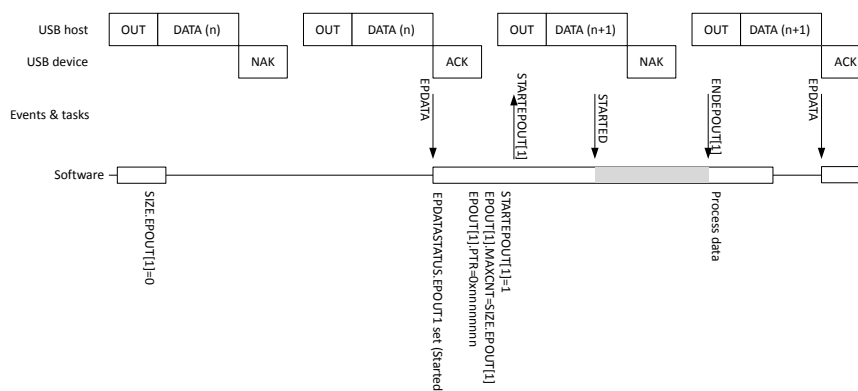 USB host
OUT
DATA (n)
OUT
DATA (n)
OUT
DATA (n+1)
OUT
DATA (n+1)
USB device
NAK
ACK
NAK
ACK
Events & tasks
EPDATA
STARTEPOUT[1]
STARTED
ENDEPOUT[1]
EPDATA
Software
SIZE.EPOUT[1]=0
EPDATASTATUS.EPOUT1 set (Started
EPOUT[1].PTR=0xnnnnnnnn
EPOUT[1].MAXCNT=SIZE.EPOUT[1]
STARTEPOUT[1]=1
Process data